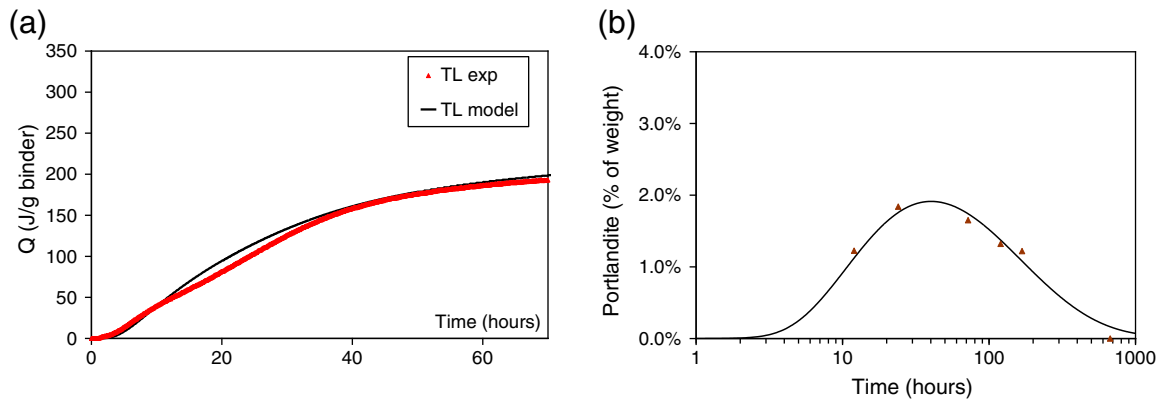 (a)
350
300
250
200
150
100
50
0
0
20
40
60
Q (J/g binder)
Time (hours)
TL exp
TL model
(b)
4.0%
3.0%
2.0%
1.0%
0.0%
1
10
100
1000
Portlandite (% of weight)
Time (hours)